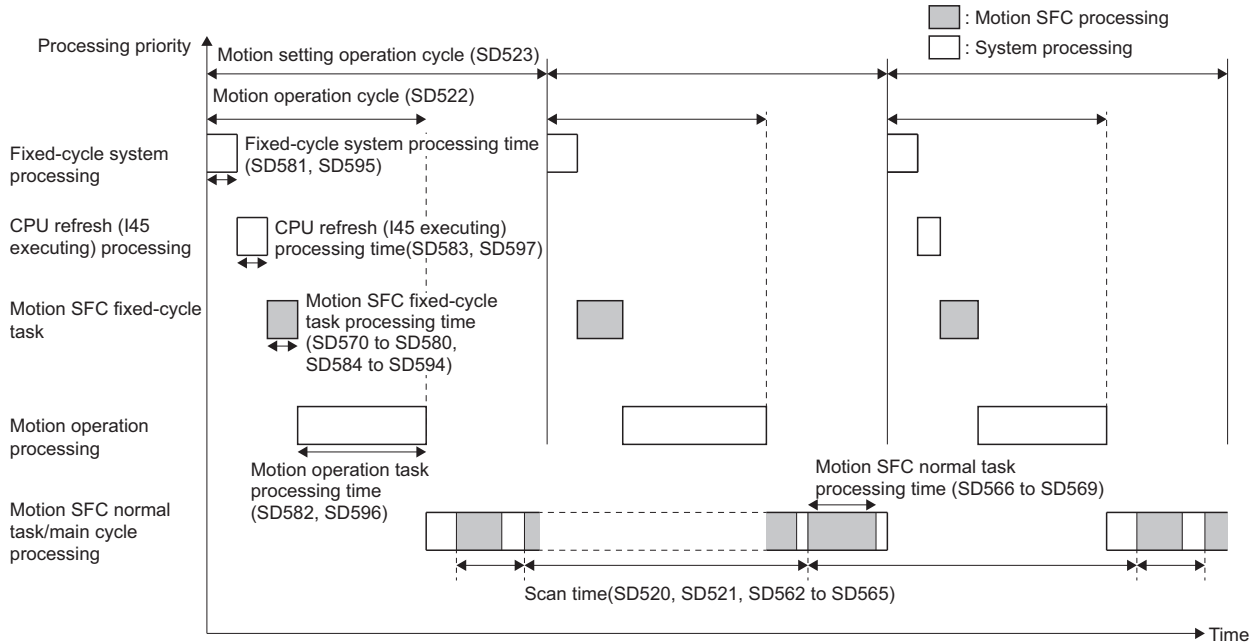 : Motion SFC processing
: System processing
Processing priority
Motion setting operation cycle (SD523)
Motion operation cycle (SD522)
Fixed-cycle system
processing
Fixed-cycle system processing time
(SD581, SD595)
CPU refresh (I45
executing) processing
CPU refresh (I45 executing)
processing time(SD583, SD597)
Motion SFC fixed-cycle
task
Motion SFC fixed-cycle
task processing time
(SD570 to SD580,
SD584 to SD594)
Motion operation
processing
Motion operation task
processing time
(SD582, SD596)
Motion SFC normal task
processing time (SD566 to SD569)
Motion SFC normal
task/main cycle
processing
Scan time(SD520, SD521, SD562 to SD565)
Time